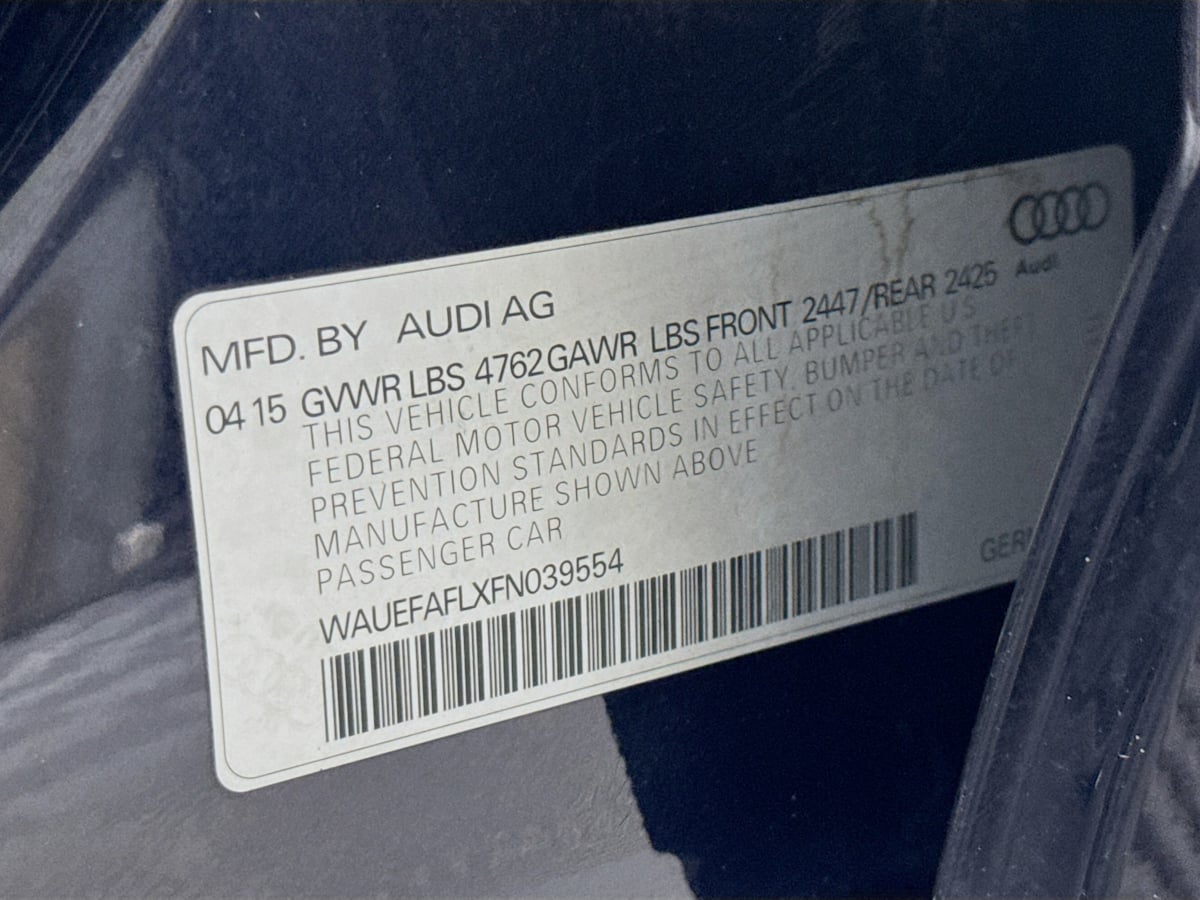 Audi
MFD. BY AUDI AG
04 15 GVWR LBS 4762 GAWR LBS FRONT 2447/REAR 2425
THIS VEHICLE CONFORMS TO ALL APPLICABLE US
FEDERAL MOTOR VEHICLE SAFETY, BUMPER AND THEFT
PREVENTION STANDARDS IN EFFECT ON THE DATE OF
MANUFACTURE SHOWN ABOVE
PASSENGER CAR
WAUEFAFLXFN039554